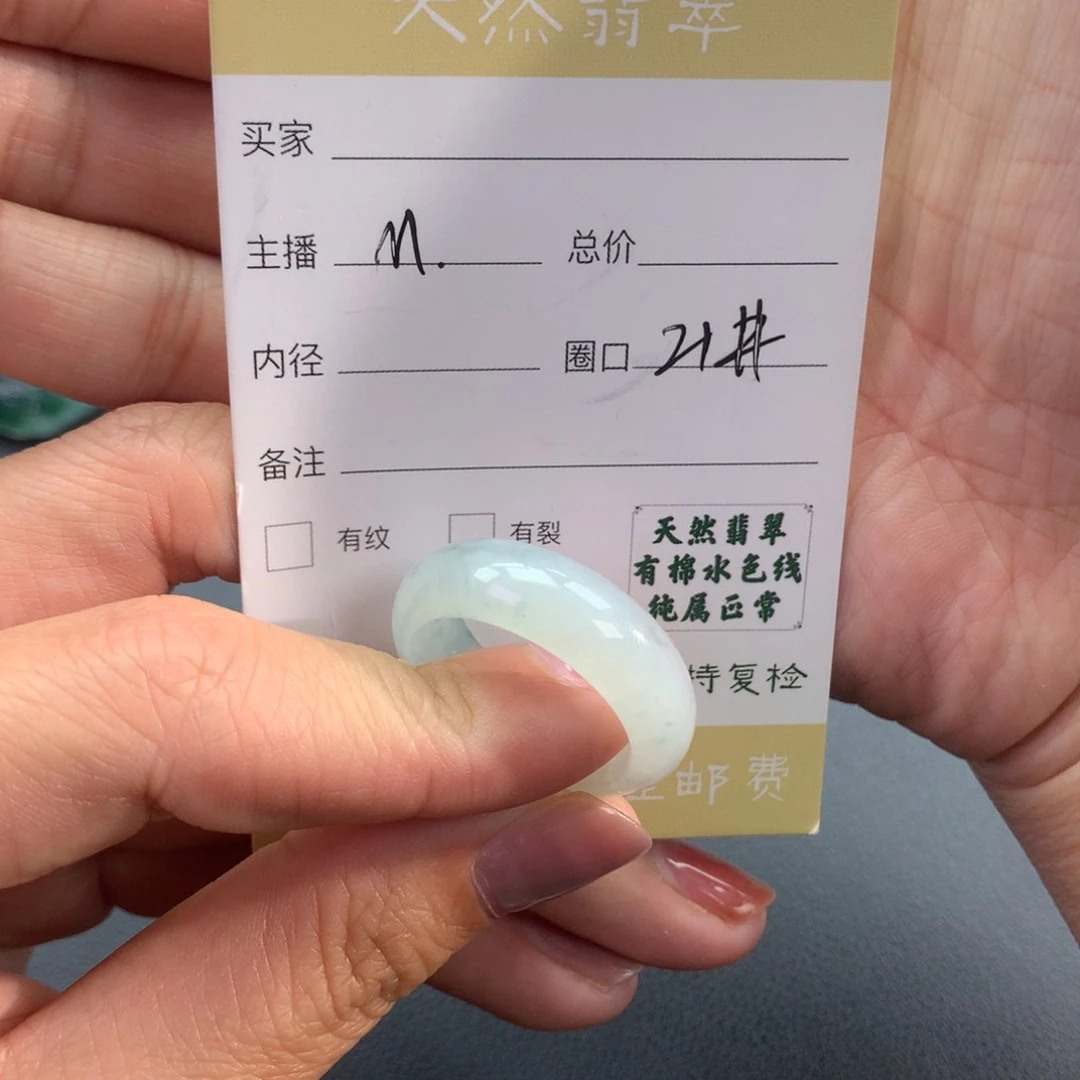 天然翡翠
买家
主播 n. 总价
内径 圈口 21#
备注
有纹 有裂
天然翡翠
有棉水色线
纯属正常
持复检
邮费